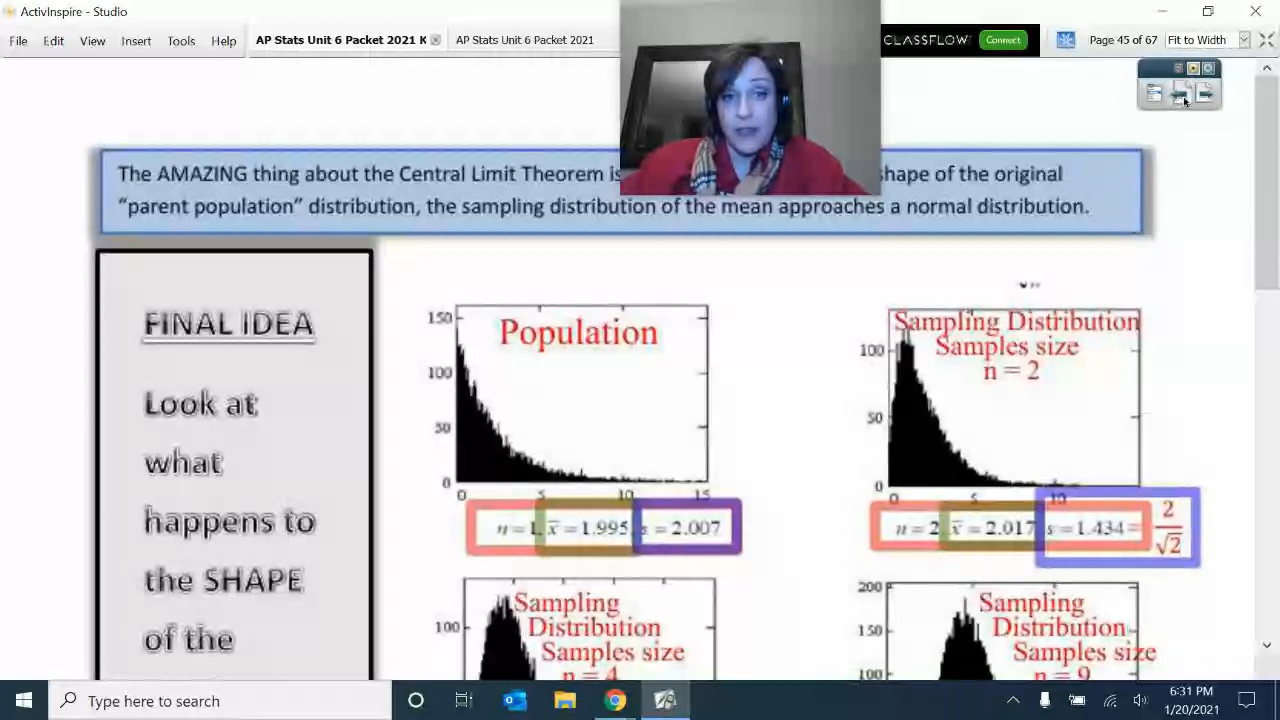 ActivInspire - Studio
File Edit View Insert Tools Help AP Stats Unit 6 Packet 2021 K AP Stats Unit 6 Packet 2021 CLASSFLOW Connect Page 45 of 67 Fit to Width
The AMAZING thing about the Central Limit Theorem is shape of the original
“parent population” distribution, the sampling distribution of the mean approaches a normal distribution.
FINAL IDEA
Look at
what
happens to
the SHAPE
of the
Population
150
100
50
0
0 5 10 15
n = 1, x̄ = 1.995, s = 2.007
Sampling Distribution
Samples size
n = 2
100
50
0
0 5 10
n = 2 x̄ = 2.017 s = 1.434 = 2/√2
Sampling
Distribution
Samples size
n = 4
100
Sampling
Distribution
Samples size
n = 9
200
150
100
Type here to search
6:31 PM
1/20/2021